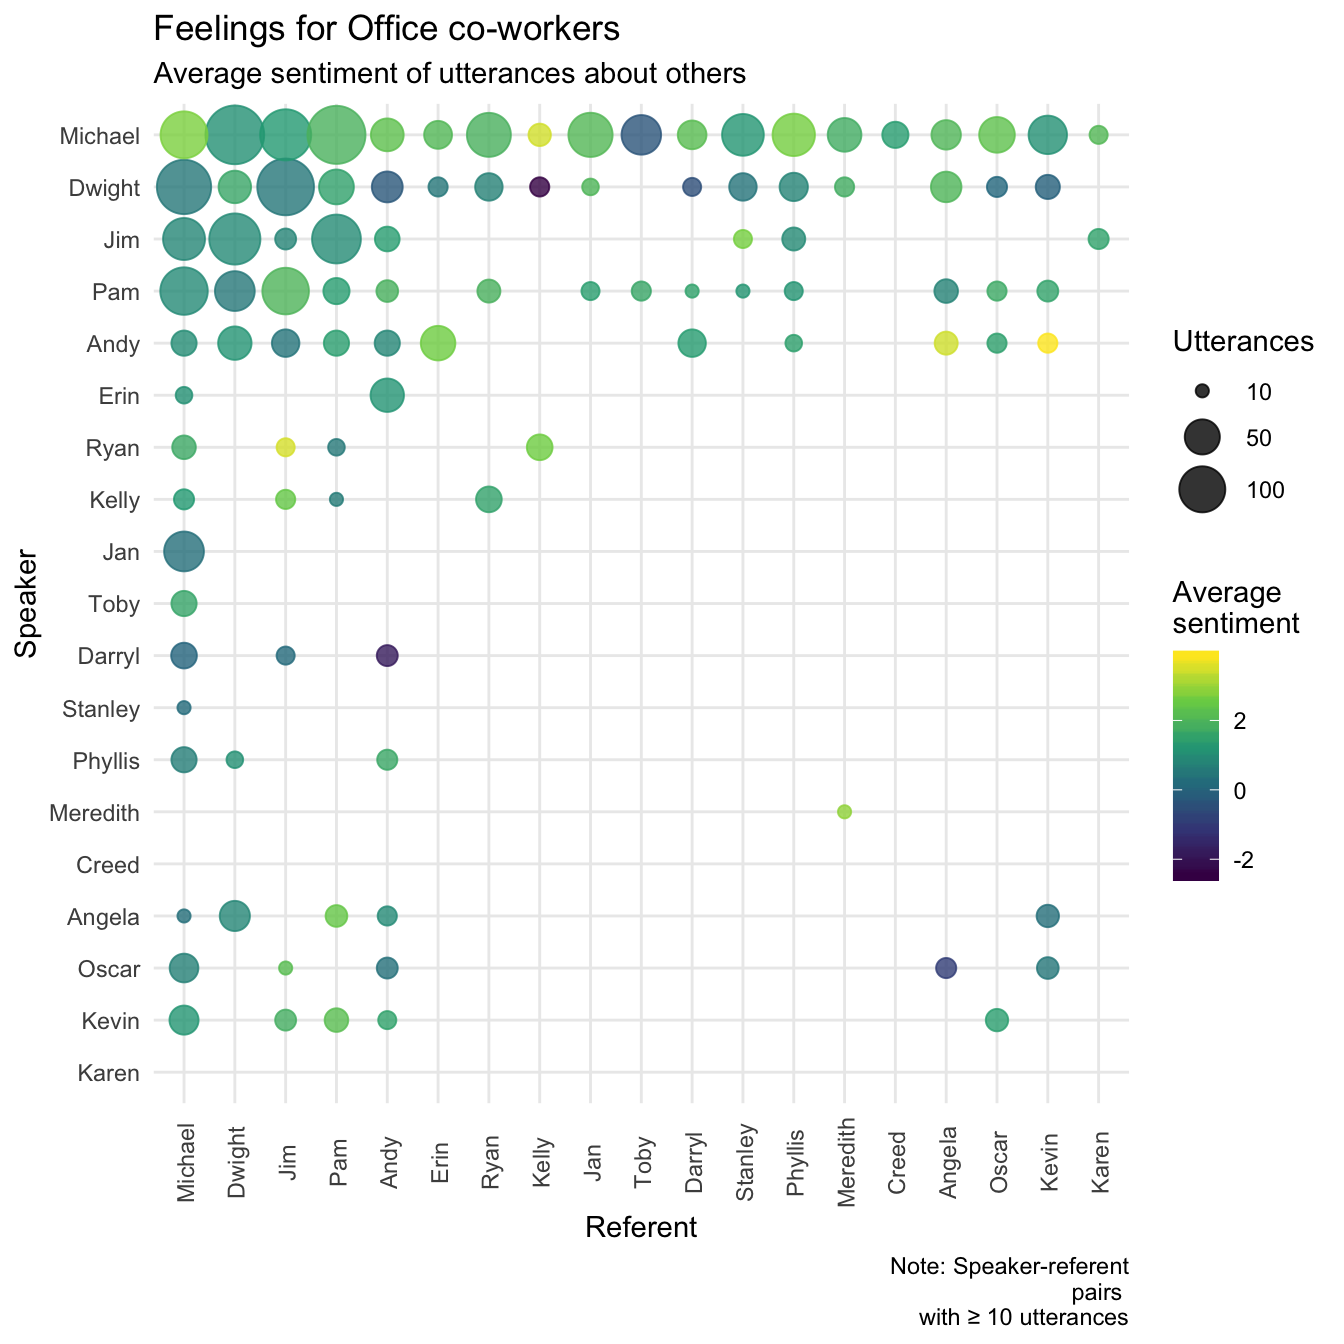 Feelings for Office co-workers
Average sentiment of utterances about others
Speaker
Michael
Dwight
Jim
Pam
Andy
Erin
Ryan
Kelly
Jan
Toby
Darryl
Stanley
Phyllis
Meredith
Creed
Angela
Oscar
Kevin
Karen
Michael
Dwight
Jim
Pam
Andy
Erin
Ryan
Kelly
Jan
Toby
Darryl
Stanley
Phyllis
Meredith
Creed
Angela
Oscar
Kevin
Karen
Referent
Utterances
10
50
100
Average
sentiment
2
0
-2
Note: Speaker-referent
pairs
with ≥ 10 utterances